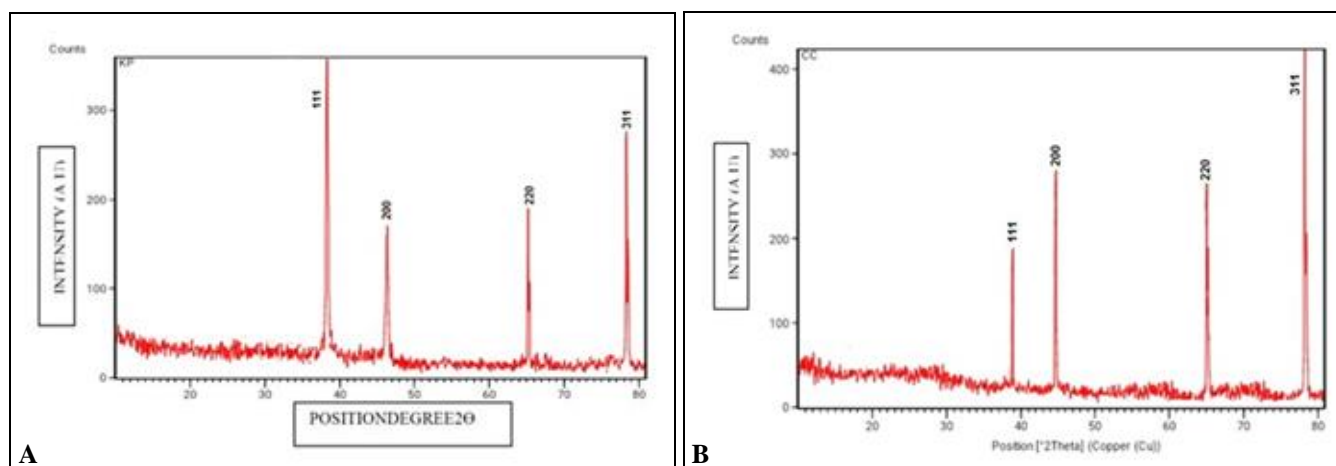 Counts
KP
300
200
100
0
111
200
220
311
20 30 40 50 60 70 80
INTENSITY (A U)
POSITIONDEGREE2Θ
A
Counts
CC
400
300
200
100
0
111
200
220
311
20 30 40 50 60 70 80
INTENSITY (A U)
Position [°2Theta] (Copper (Cu))
B